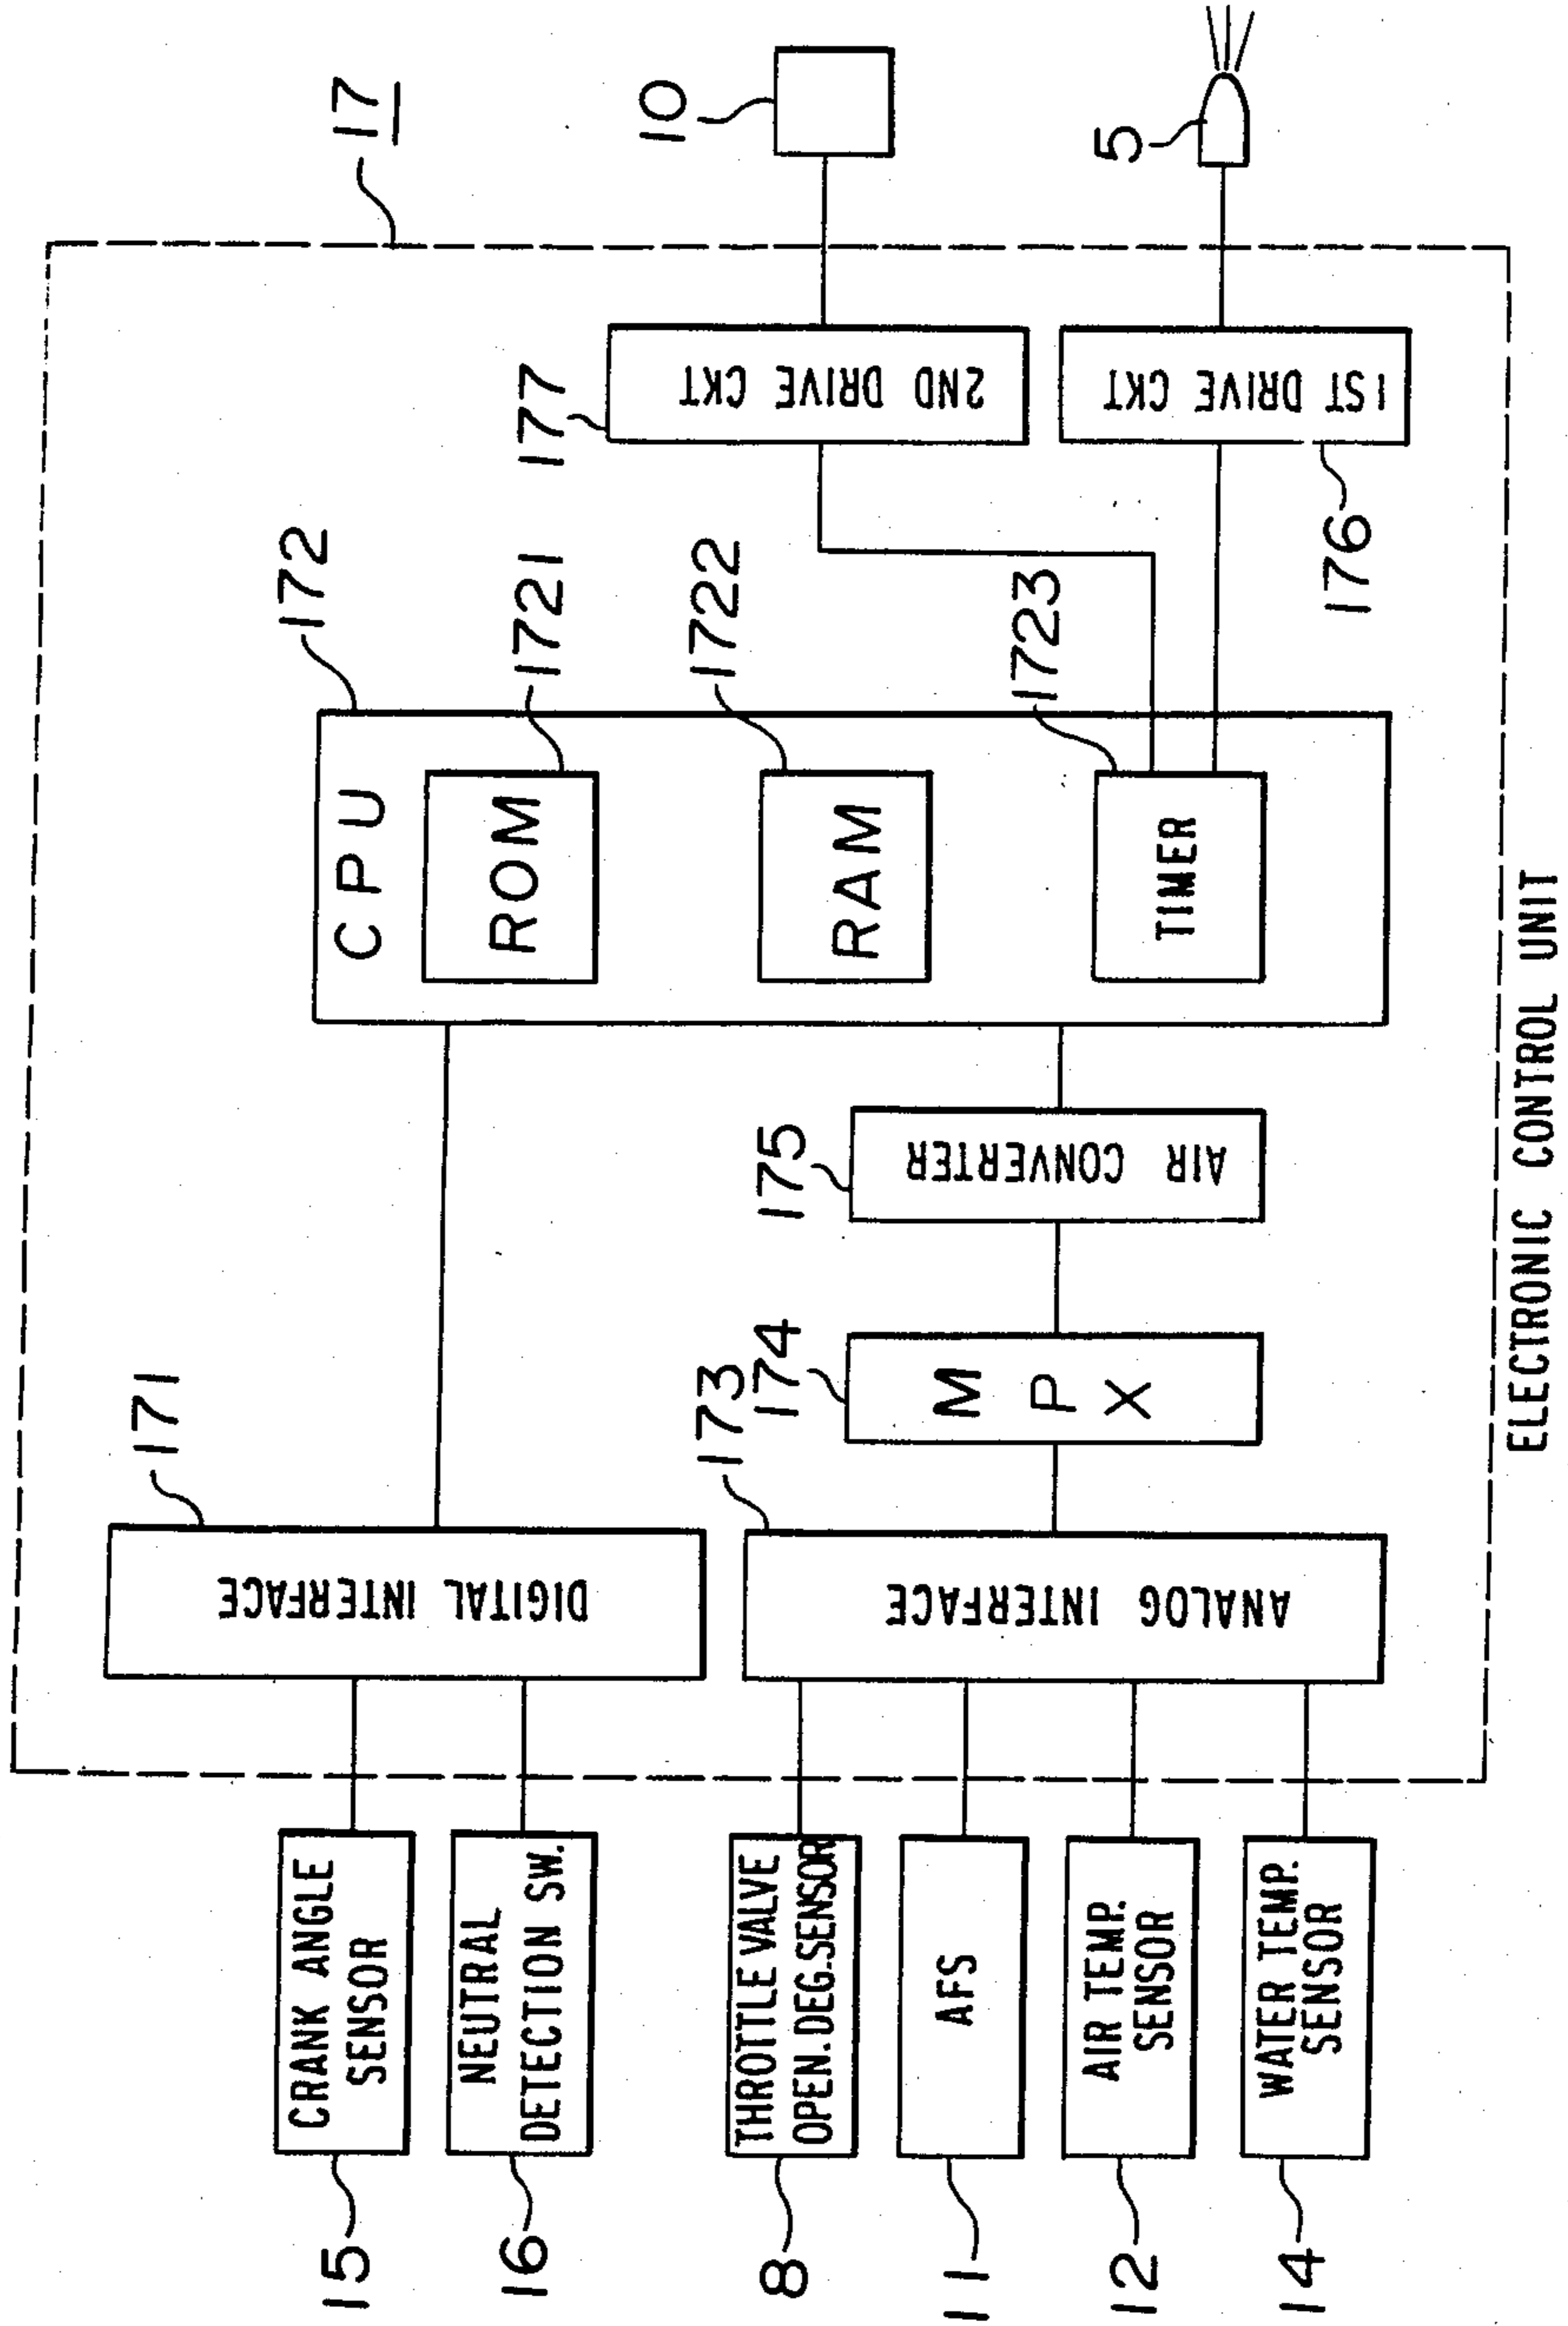 17
10
5
177
2ND DRIVE CKT
1ST DRIVE CKT
176
172
CPU
1721
ROM
1722
RAM
1723
TIMER
175
AIR CONVERTER
174
MPX
173
171
DIGITAL INTERFACE
ANALOG INTERFACE
15
CRANK ANGLE
SENSOR
16
NEUTRAL
DETECTION SW.
8
THROTTLE VALVE
OPEN.DEG.SENSOR
11
AFS
12
AIR TEMP.
SENSOR
14
WATER TEMP.
SENSOR
ELECTRONIC CONTROL UNIT